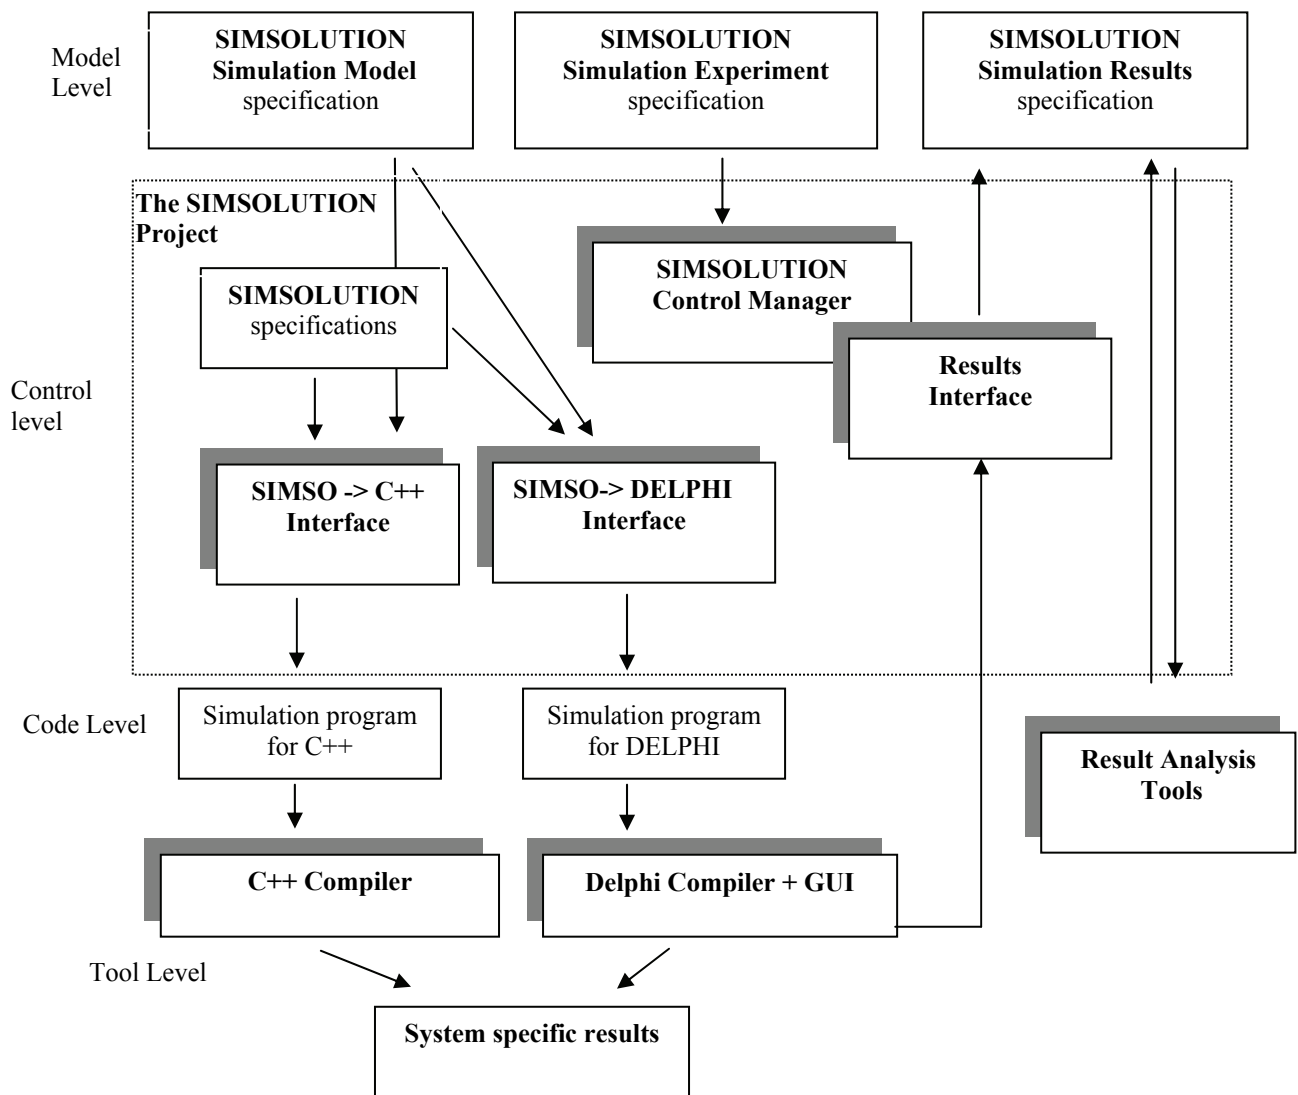 Model
Level
SIMSOLUTION
Simulation Model
specification
SIMSOLUTION
Simulation Experiment
specification
SIMSOLUTION
Simulation Results
specification
The SIMSOLUTION
Project
SIMSOLUTION
specifications
SIMSOLUTION
Control Manager
Results
Interface
Control
level
SIMSO -> C++
Interface
SIMSO-> DELPHI
Interface
Code Level
Simulation program
for C++
Simulation program
for DELPHI
Result Analysis
Tools
C++ Compiler
Delphi Compiler + GUI
Tool Level
System specific results